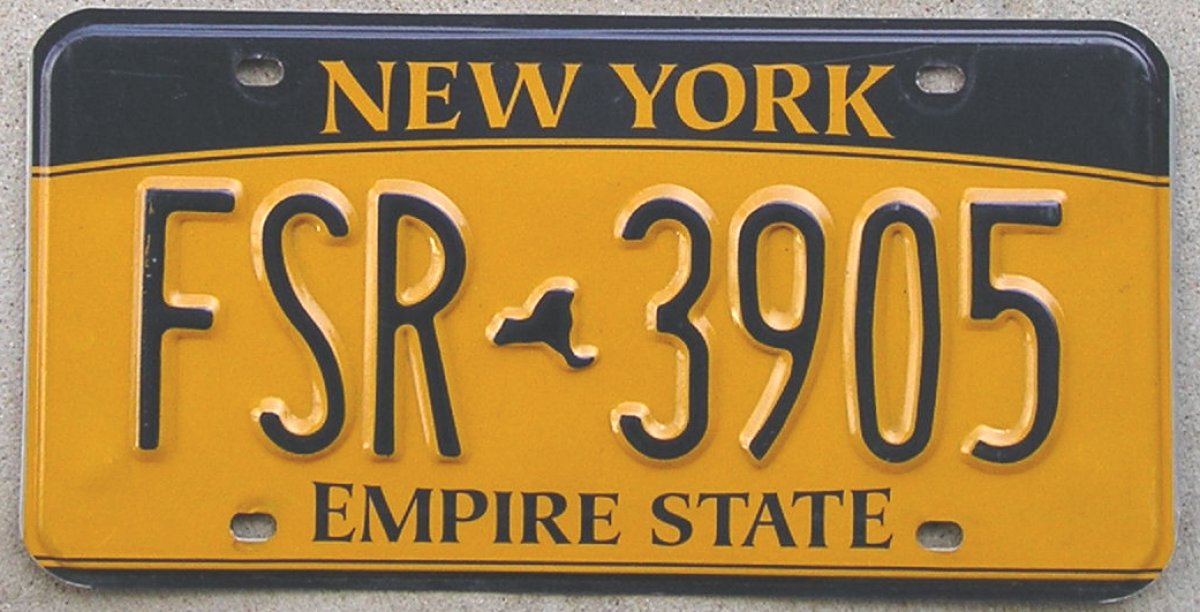 NEW YORK
FSR 3905
EMPIRE STATE